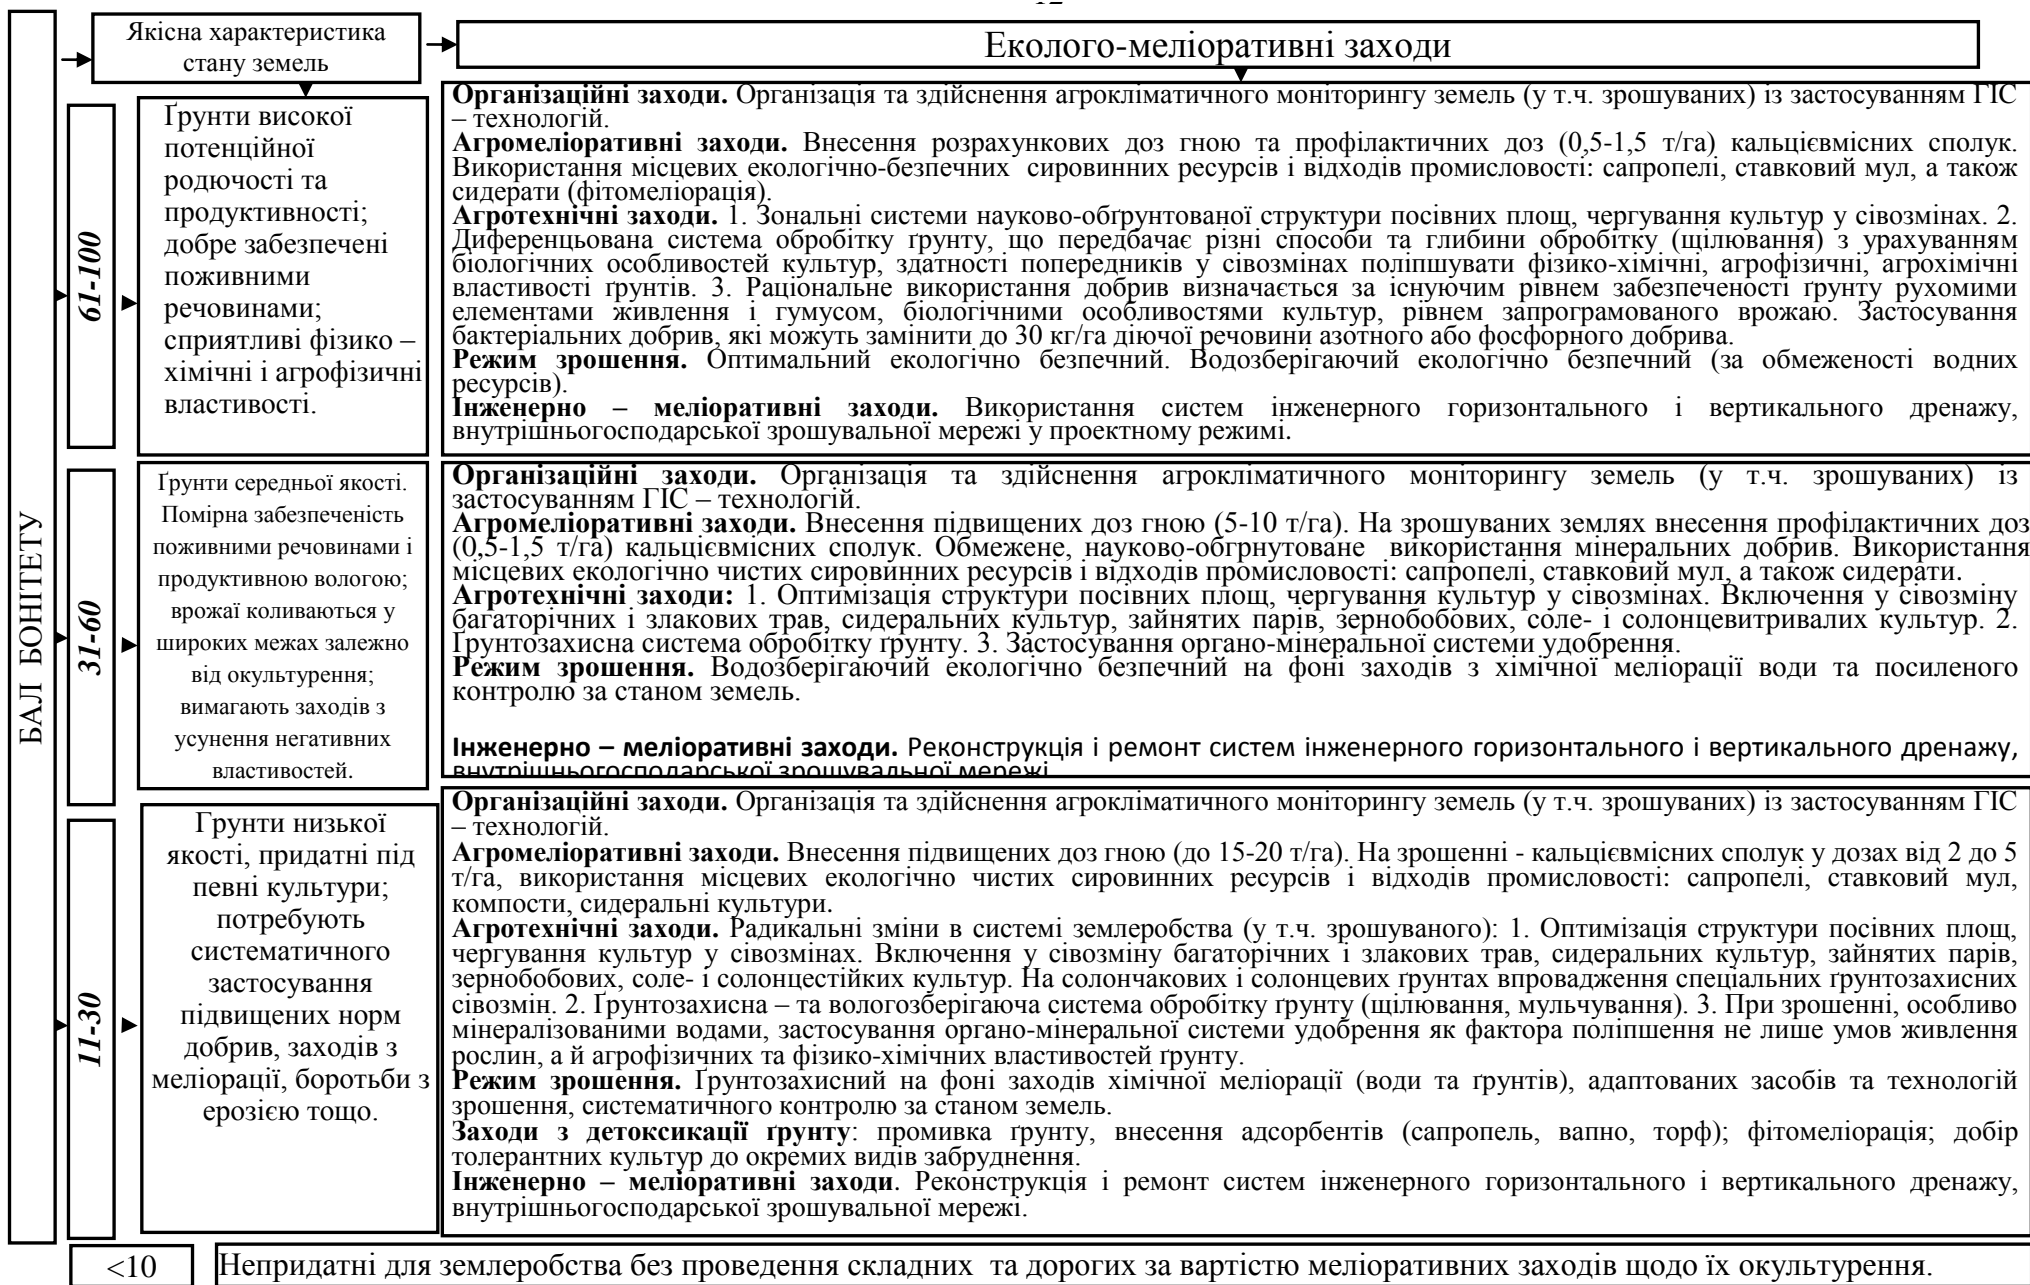 Якісна характеристика
стану земель
Еколого-меліоративні заходи
БАЛ БОНІТЕТУ
61-100
Ґрунти високої
потенційної
родючості та
продуктивності;
добре забезпечені
поживними
речовинами;
сприятливі фізико –
хімічні і агрофізичні
властивості.
Організаційні заходи. Організація та здійснення агрокліматичного моніторингу земель (у т.ч. зрошуваних) із застосуванням ГІС
– технологій.
Агромеліоративні заходи. Внесення розрахункових доз гною та профілактичних доз (0,5-1,5 т/га) кальцієвмісних сполук.
Використання місцевих екологічно-безпечних сировинних ресурсів і відходів промисловості: сапропелі, ставковий мул, а також
сидерати (фітомеліорація).
Агротехнічні заходи. 1. Зональні системи науково-обґрунтованої структури посівних площ, чергування культур у сівозмінах. 2.
Диференцьована система обробітку ґрунту, що передбачає різні способи та глибини обробітку (щілювання) з урахуванням
біологічних особливостей культур, здатності попередників у сівозмінах поліпшувати фізико-хімічні, агрофізичні, агрохімічні
властивості ґрунтів. 3. Раціональне використання добрив визначається за існуючим рівнем забезпеченості ґрунту рухомими
елементами живлення і гумусом, біологічними особливостями культур, рівнем запрограмованого врожаю. Застосування
бактеріальних добрив, які можуть замінити до 30 кг/га діючої речовини азотного або фосфорного добрива.
Режим зрошення. Оптимальний екологічно безпечний. Водозберігаючий екологічно безпечний (за обмеженості водних
ресурсів).
Інженерно – меліоративні заходи. Використання систем інженерного горизонтального і вертикального дренажу,
внутрішньогосподарської зрошувальної мережі у проектному режимі.
31-60
Ґрунти середньої якості.
Помірна забезпеченість
поживними речовинами і
продуктивною вологою;
врожаї коливаються у
широких межах залежно
від окультурення;
вимагають заходів з
усунення негативних
властивостей.
Організаційні заходи. Організація та здійснення агрокліматичного моніторингу земель (у т.ч. зрошуваних) із
застосуванням ГІС – технологій.
Агромеліоративні заходи. Внесення підвищених доз гною (5-10 т/га). На зрошуваних землях внесення профілактичних доз
(0,5-1,5 т/га) кальцієвмісних сполук. Обмежене, науково-обгрнутоване використання мінеральних добрив. Використання
місцевих екологічно чистих сировинних ресурсів і відходів промисловості: сапропелі, ставковий мул, а також сидерати.
Агротехнічні заходи: 1. Оптимізація структури посівних площ, чергування культур у сівозмінах. Включення у сівозміну
багаторічних і злакових трав, сидеральних культур, зайнятих парів, зернобобових, соле- і солонцевитривалих культур. 2.
Ґрунтозахисна система обробітку ґрунту. 3. Застосування органо-мінеральної системи удобрення.
Режим зрошення. Водозберігаючий екологічно безпечний на фоні заходів з хімічної меліорації води та посиленого
контролю за станом земель.
Інженерно – меліоративні заходи. Реконструкція і ремонт систем інженерного горизонтального і вертикального дренажу,
внутрішньогосподарської зрошувальної мережі
11-30
Грунти низької
якості, придатні під
певні культури;
потребують
систематичного
застосування
підвищених норм
добрив, заходів з
меліорації, боротьби з
ерозією тощо.
Організаційні заходи. Організація та здійснення агрокліматичного моніторингу земель (у т.ч. зрошуваних) із застосуванням ГІС
– технологій.
Агромеліоративні заходи. Внесення підвищених доз гною (до 15-20 т/га). На зрошенні - кальцієвмісних сполук у дозах від 2 до 5
т/га, використання місцевих екологічно чистих сировинних ресурсів і відходів промисловості: сапропелі, ставковий мул,
компости, сидеральні культури.
Агротехнічні заходи. Радикальні зміни в системі землеробства (у т.ч. зрошуваного): 1. Оптимізація структури посівних площ,
чергування культур у сівозмінах. Включення у сівозміну багаторічних і злакових трав, сидеральних культур, зайнятих парів,
зернобобових, соле- і солонцестійких культур. На солончакових і солонцевих ґрунтах впровадження спеціальних ґрунтозахисних
сівозмін. 2. Ґрунтозахисна – та вологозберігаюча система обробітку ґрунту (щілювання, мульчування). 3. При зрошенні, особливо
мінералізованими водами, застосування органо-мінеральної системи удобрення як фактора поліпшення не лише умов живлення
рослин, а й агрофізичних та фізико-хімічних властивостей ґрунту.
Режим зрошення. Ґрунтозахисний на фоні заходів хімічної меліорації (води та ґрунтів), адаптованих засобів та технологій
зрошення, систематичного контролю за станом земель.
Заходи з детоксикації ґрунту: промивка ґрунту, внесення адсорбентів (сапропель, вапно, торф); фітомеліорація; добір
толерантних культур до окремих видів забруднення.
Інженерно – меліоративні заходи. Реконструкція і ремонт систем інженерного горизонтального і вертикального дренажу,
внутрішньогосподарської зрошувальної мережі.
<10
Непридатні для землеробства без проведення складних та дорогих за вартістю меліоративних заходів щодо їх окультурення.